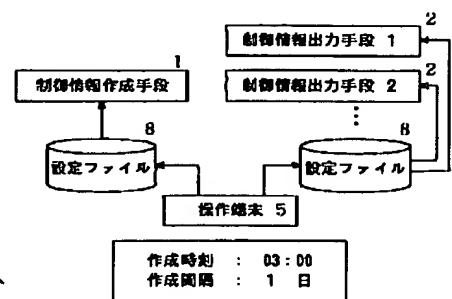 2
制御情報出力手段 1
1
2
制御情報作成手段
制御情報出力手段 2
8
8
設定ファイル
設定ファイル
操作端末 5
作成時刻 : 03:00
作成間隔 : 1 日